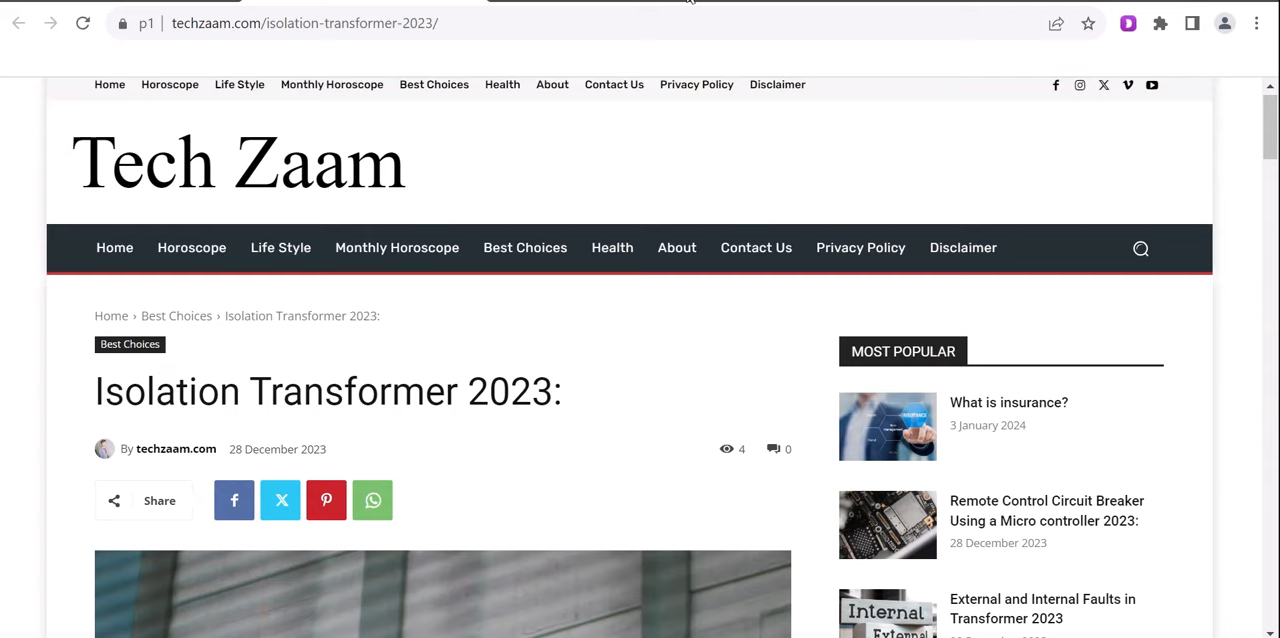 p1 techzaam.com/isolation-transformer-2023/
Home Horoscope Life Style Monthly Horoscope Best Choices Health About Contact Us Privacy Policy Disclaimer
Tech Zaam
Home Horoscope Life Style Monthly Horoscope Best Choices Health About Contact Us Privacy Policy Disclaimer
Home › Best Choices › Isolation Transformer 2023:
Best Choices
Isolation Transformer 2023:
By techzaam.com 28 December 2023 4 0
Share
MOST POPULAR
What is insurance?
3 January 2024
Remote Control Circuit Breaker
Using a Micro controller 2023:
28 December 2023
External and Internal Faults in
Transformer 2023
Internal
External
INSURANCE